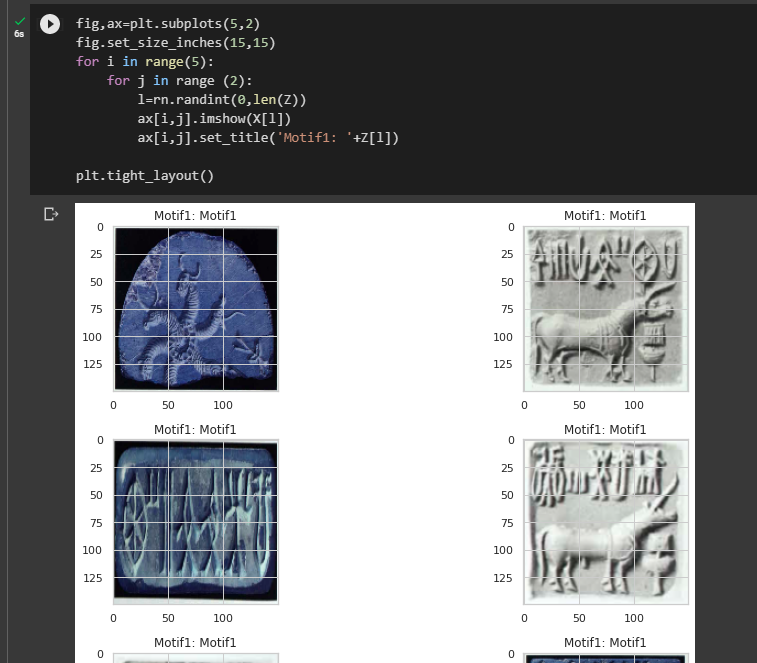 6s
fig,ax=plt.subplots(5,2)
fig.set_size_inches(15,15)
for i in range(5):
    for j in range (2):
        l=rn.randint(0,len(Z))
        ax[i,j].imshow(X[l])
        ax[i,j].set_title('Motif1: '+Z[l])
plt.tight_layout()
Motif1: Motif1
0
25
50
75
100
125
0 50 100
Motif1: Motif1
0
25
50
75
100
125
0 50 100
Motif1: Motif1
0
25
50
75
100
125
0 50 100
Motif1: Motif1
0
25
50
75
100
125
0 50 100
Motif1: Motif1
0
Motif1: Motif1
0